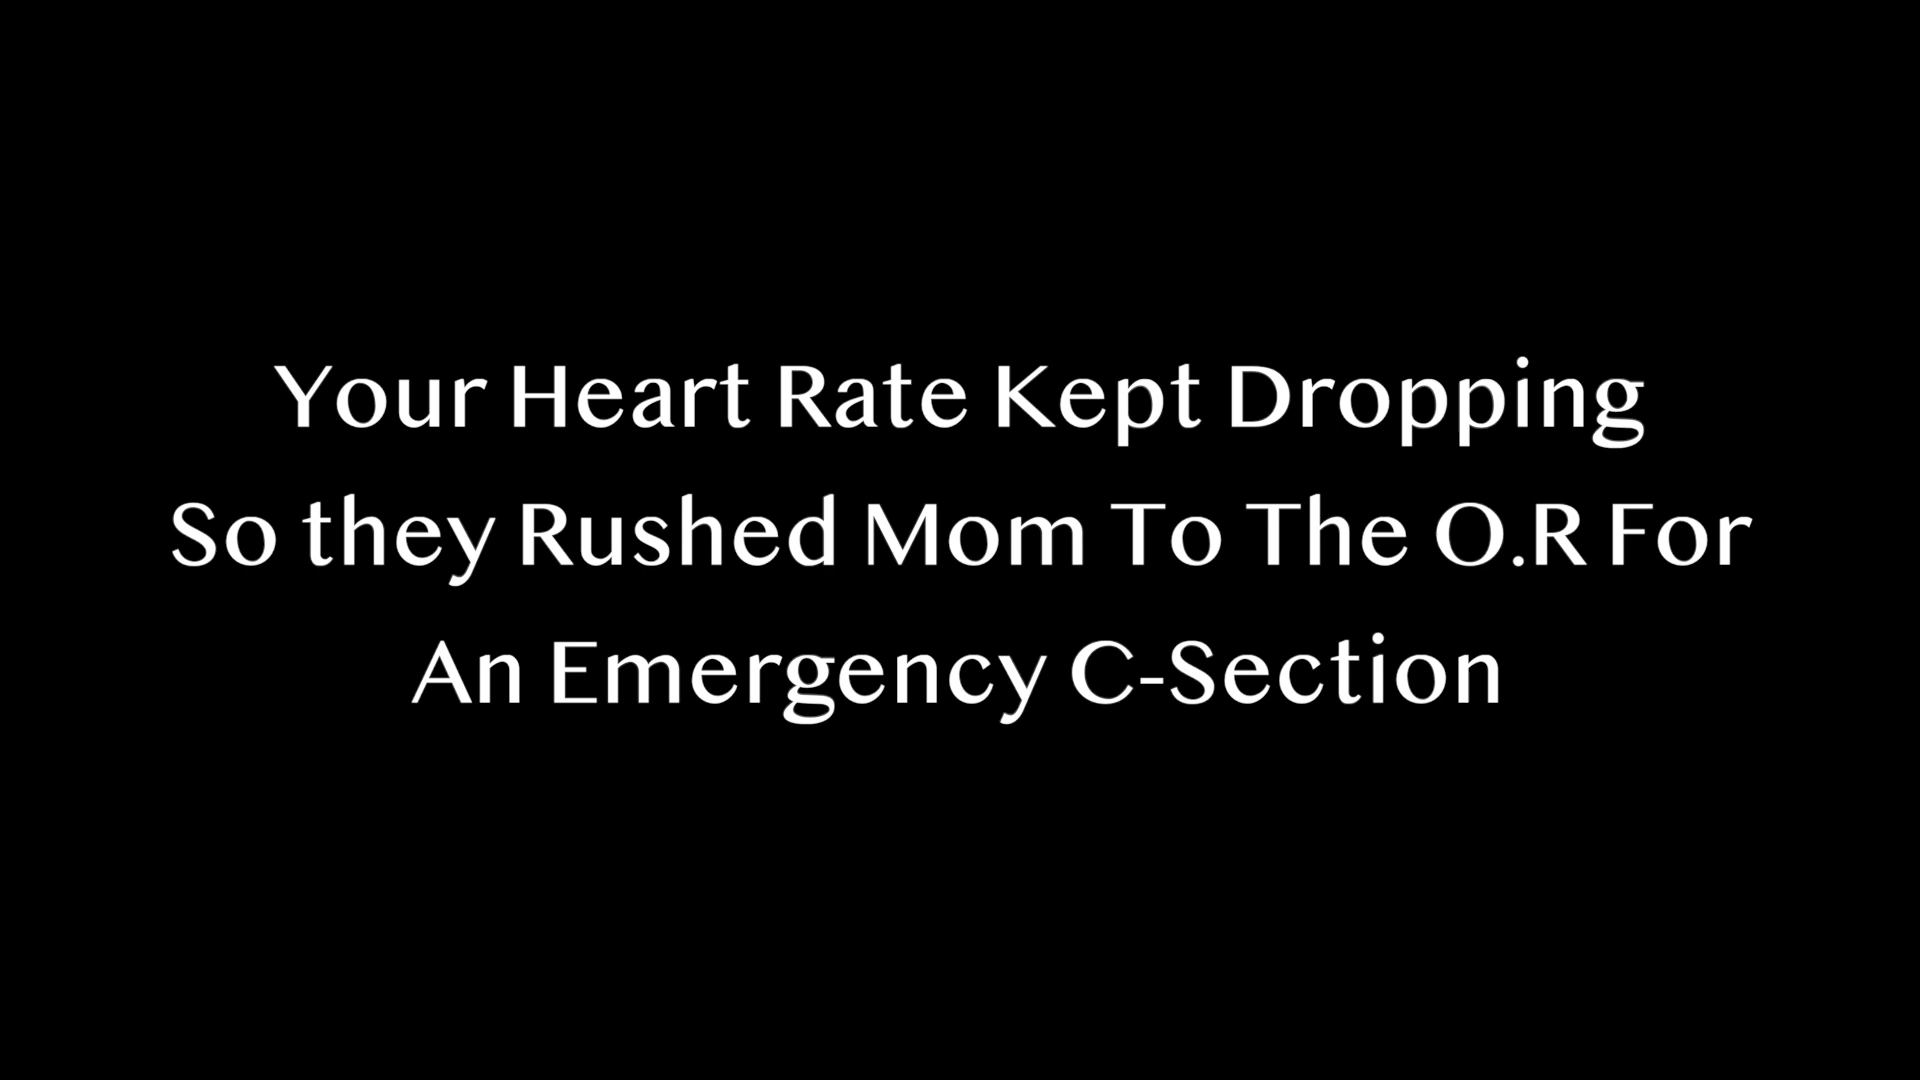 Your Heart Rate Kept Dropping
So they Rushed Mom To The O.R For
An Emergency C-Section